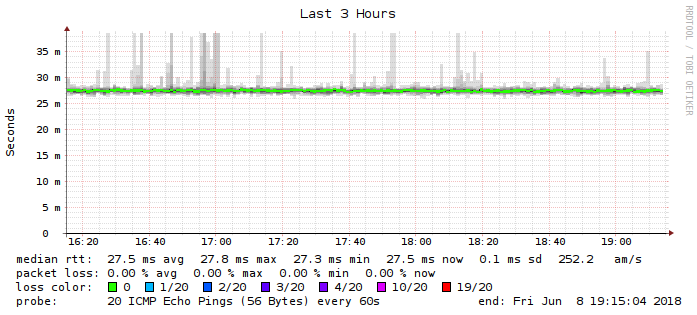 Last 3 Hours
RRDTOOL / TOBI OETIKER
Seconds
35 m
30 m
25 m
20 m
15 m
10 m
5 m
0
16:20 16:40 17:00 17:20 17:40 18:00 18:20 18:40 19:00
median rtt: 27.5 ms avg 27.8 ms max 27.3 ms min 27.5 ms now 0.1 ms sd 252.2 am/s
packet loss: 0.00 % avg 0.00 % max 0.00 % min 0.00 % now
loss color: 0 1/20 2/20 3/20 4/20 10/20 19/20
probe: 20 ICMP Echo Pings (56 Bytes) every 60s end: Fri Jun 8 19:15:04 2018